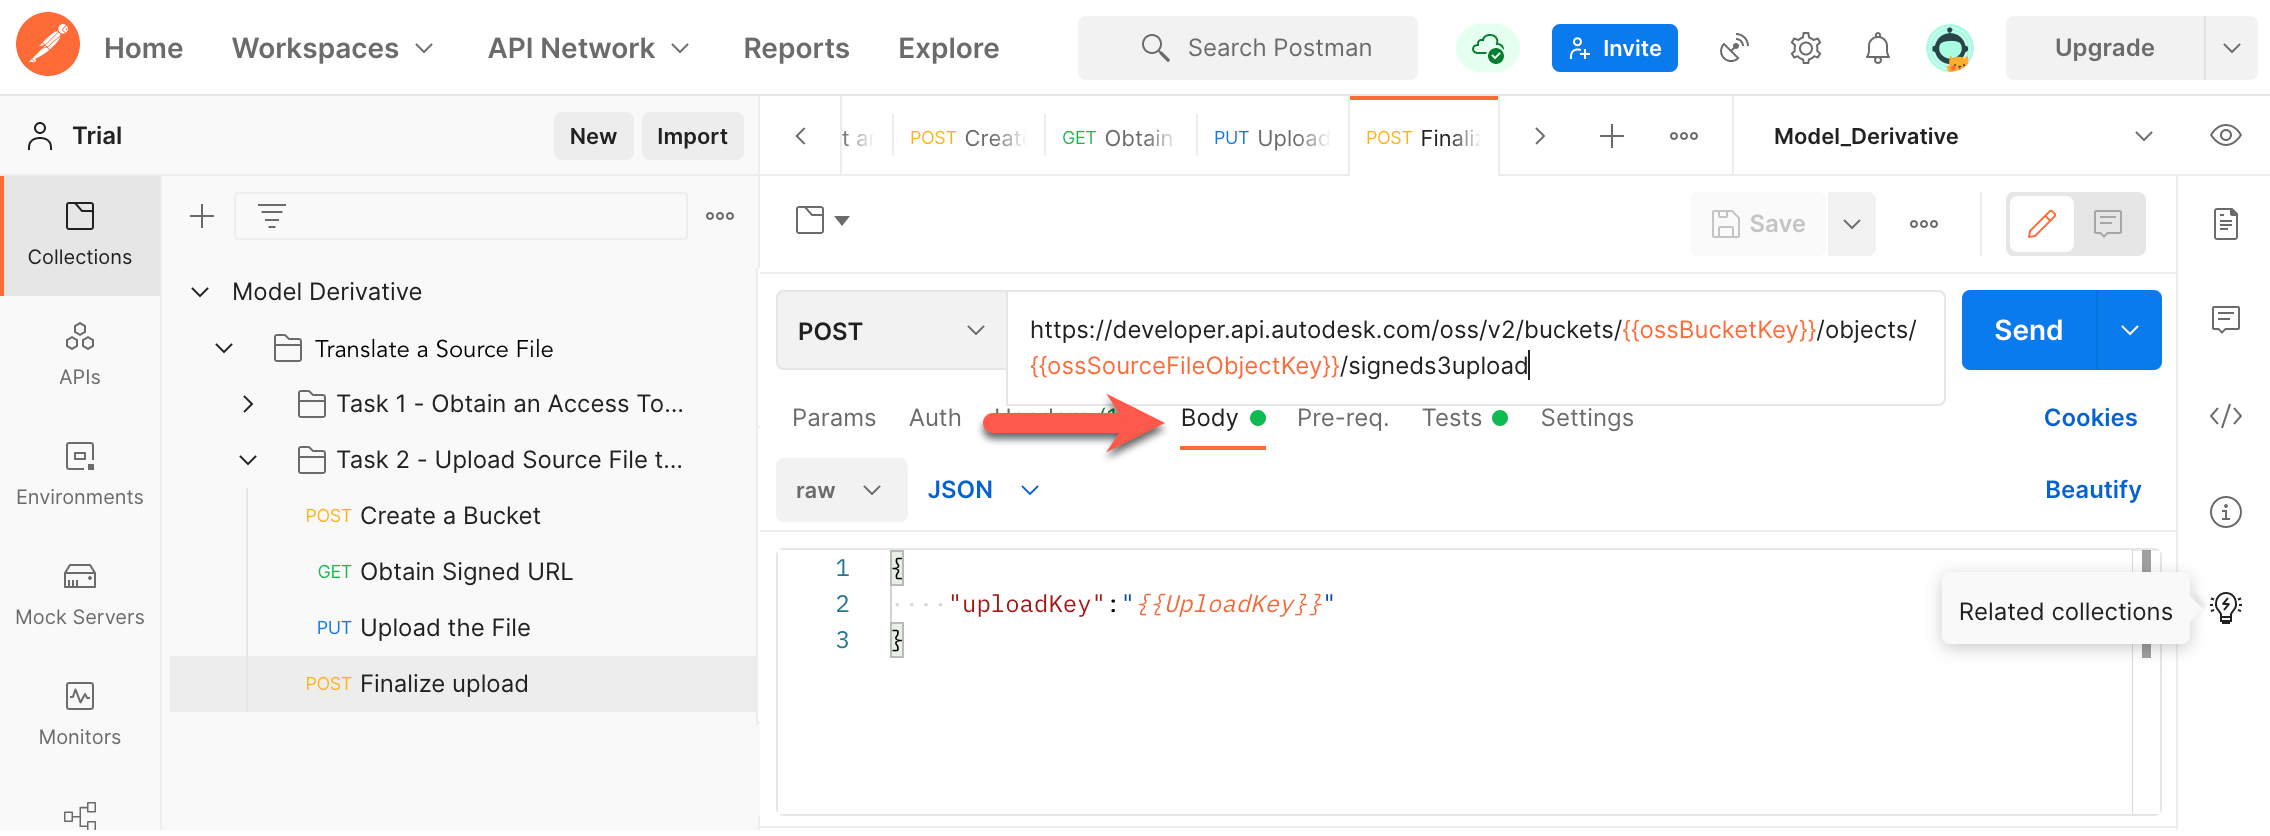 Home Workspaces API Network Reports Explore Search Postman Invite Upgrade
Trial New Import
POST Create GET Obtain PUT Upload POST Model_Derivative
Collections
APIs
Environments
Mock Servers
Monitors
Model Derivative
Translate a Source File
Task 1 - Obtain an Access To...
Task 2 - Upload Source File t...
POST Create a Bucket
GET Obtain Signed URL
PUT Upload the File
POST Finalize upload
Save
POST
https://developer.api.autodesk.com/oss/v2/buckets/{{ossBucketKey}}/objects/
{{ossSourceFileObjectKey}}/signeds3upload
Send
Params Auth Body Pre-req. Tests Settings Cookies
raw JSON Beautify
1 {
2 "uploadKey":"{{UploadKey}}"
3 }
Related collections